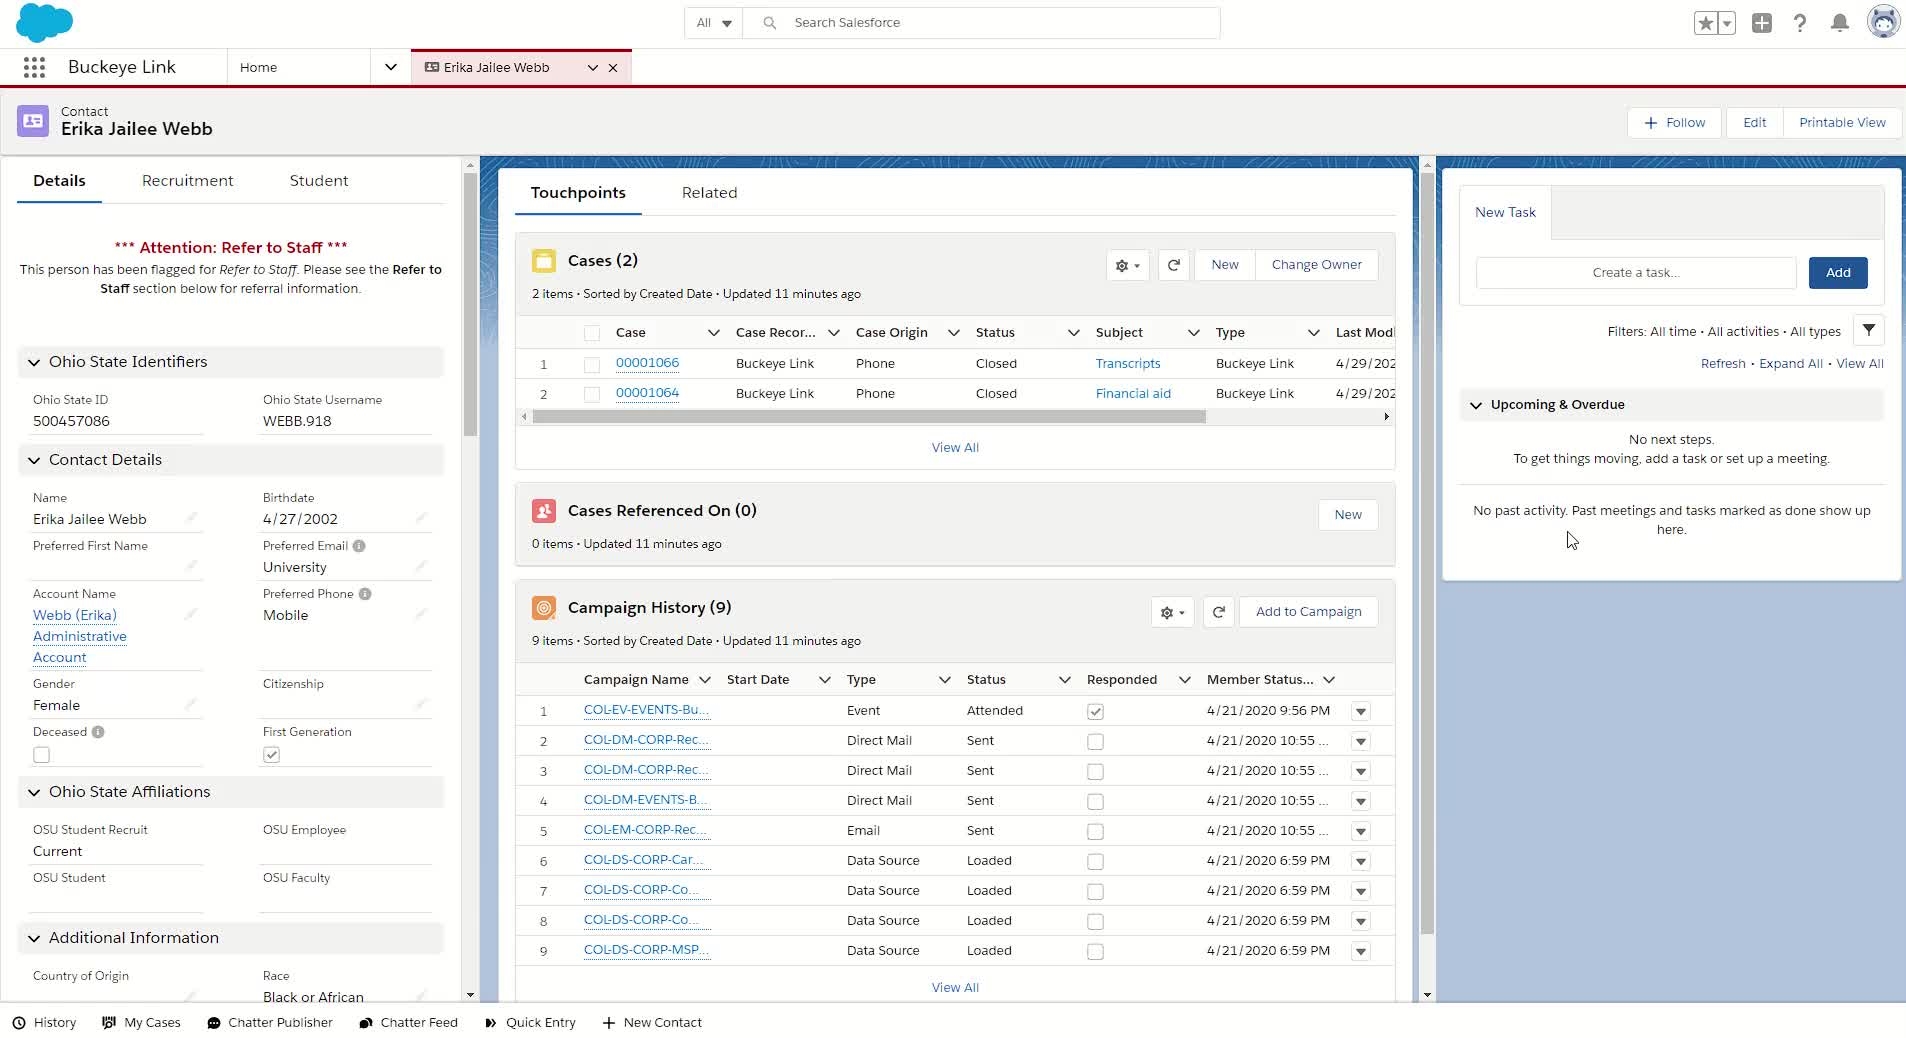 All
Search Salesforce
Buckeye Link
Home
Erika Jailee Webb
Contact
Erika Jailee Webb
Follow
Edit
Printable View
Details
Recruitment
Student
*** Attention: Refer to Staff ***
This person has been flagged for Refer to Staff. Please see the Refer to
Staff section below for referral information.
Ohio State Identifiers
Ohio State ID
Ohio State Username
500457086
WEBB.918
Contact Details
Name
Birthdate
Erika Jailee Webb
4/27/2002
Preferred First Name
Preferred Email
University
Account Name
Preferred Phone
Webb (Erika)
Administrative
Account
Mobile
Gender
Citizenship
Female
Deceased
First Generation
Ohio State Affiliations
OSU Student Recruit
OSU Employee
Current
OSU Student
OSU Faculty
Additional Information
Country of Origin
Race
Black or African
Touchpoints
Related
Cases (2)
New
Change Owner
2 items • Sorted by Created Date • Updated 11 minutes ago
Case
Case Recor...
Case Origin
Status
Subject
Type
Last Modi
1 00001066 Buckeye Link Phone Closed Transcripts Buckeye Link 4/29/202
2 00001064 Buckeye Link Phone Closed Financial aid Buckeye Link 4/29/202
View All
Cases Referenced On (0)
New
0 items • Updated 11 minutes ago
Campaign History (9)
Add to Campaign
9 items • Sorted by Created Date • Updated 11 minutes ago
Campaign Name
Start Date
Type
Status
Responded
Member Status...
1 COL-EV-EVENTS-Bu... Event Attended 4/21/2020 9:56 PM
2 COL-DM-CORP-Rec... Direct Mail Sent 4/21/2020 10:55 ...
3 COL-DM-CORP-Rec... Direct Mail Sent 4/21/2020 10:55 ...
4 COL-DM-EVENTS-B... Direct Mail Sent 4/21/2020 10:55 ...
5 COL-EM-CORP-Rec... Email Sent 4/21/2020 10:55 ...
6 COL-DS-CORP-Car... Data Source Loaded 4/21/2020 6:59 PM
7 COL-DS-CORP-Co... Data Source Loaded 4/21/2020 6:59 PM
8 COL-DS-CORP-Co... Data Source Loaded 4/21/2020 6:59 PM
9 COL-DS-CORP-MSP... Data Source Loaded 4/21/2020 6:59 PM
View All
New Task
Create a task...
Add
Filters: All time • All activities • All types
Refresh • Expand All • View All
Upcoming & Overdue
No next steps.
To get things moving, add a task or set up a meeting.
No past activity. Past meetings and tasks marked as done show up
here.
History
My Cases
Chatter Publisher
Chatter Feed
Quick Entry
New Contact